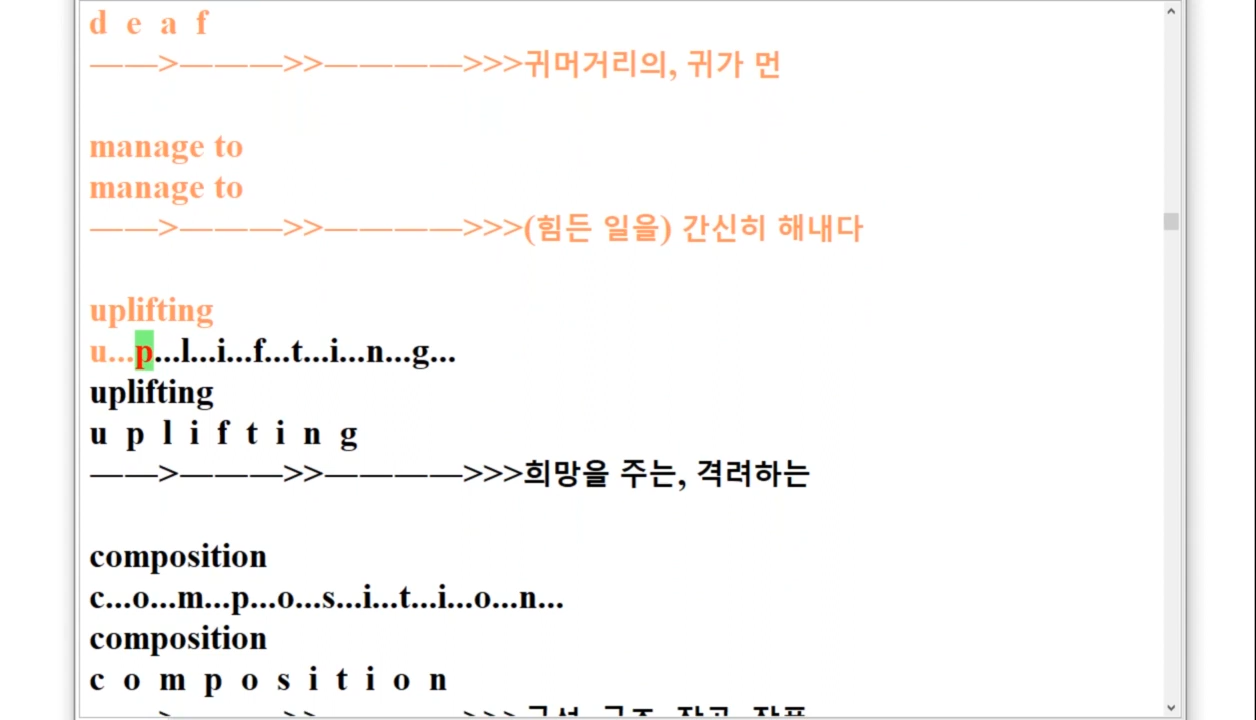 d e a f
——>———>>————>>>귀머거리의, 귀가 먼
manage to
manage to
——>———>>————>>>(힘든 일을) 간신히 해내다
uplifting
u...p...l...i...f...t...i...n...g...
uplifting
u p l i f t i n g
——>———>>————>>>희망을 주는, 격려하는
composition
c...o...m...p...o...s...i...t...i...o...n...
composition
c o m p o s i t i o n